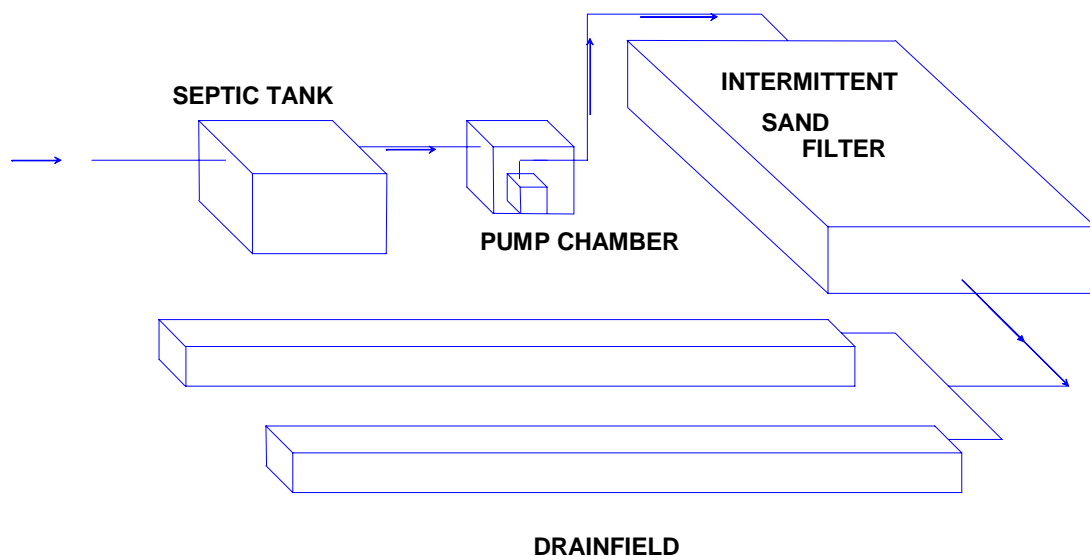 SEPTIC TANK
INTERMITTENT
SAND
FILTER
PUMP CHAMBER
DRAINFIELD